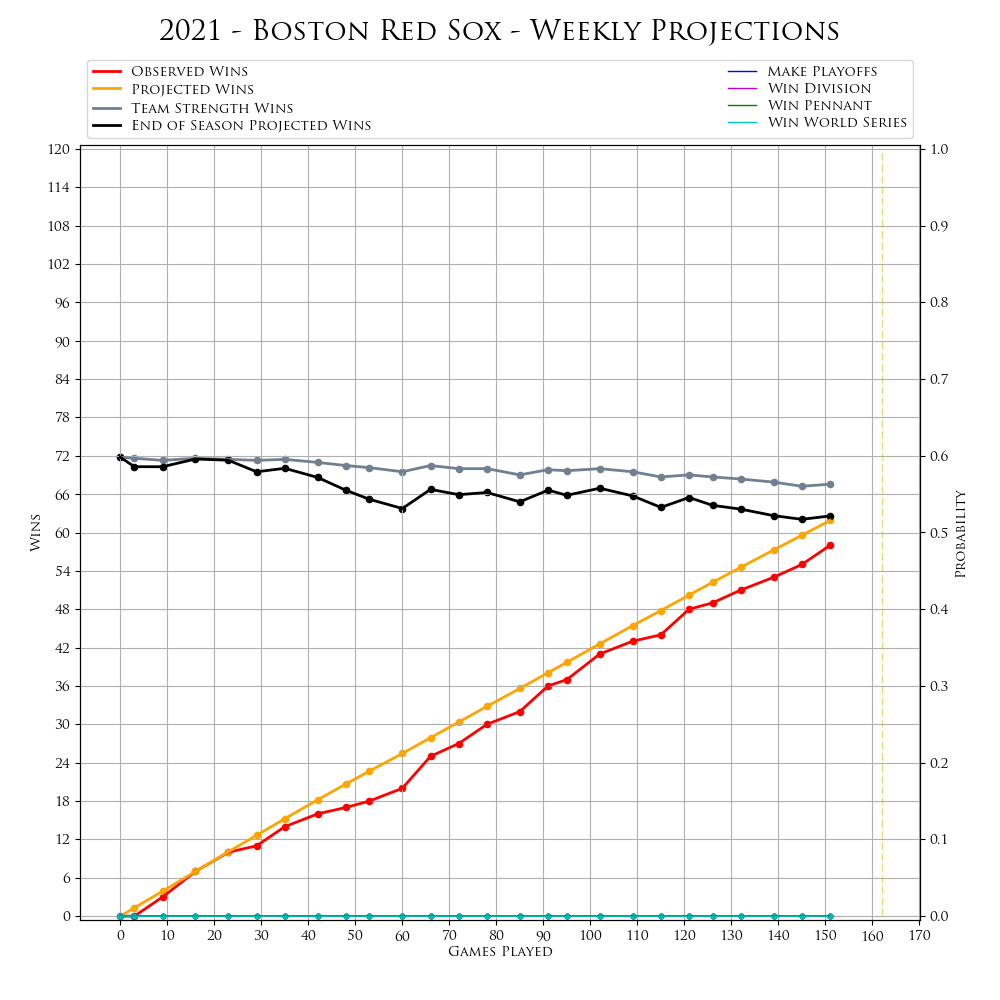 2021 - Boston Red Sox - Weekly Projections
Observed Wins
Projected Wins
Team Strength Wins
End of Season Projected Wins
Make Playoffs
Win Division
Win Pennant
Win World Series
120
114
108
102
96
90
84
78
72
66
60
54
48
42
36
30
24
18
12
6
0
Wins
1.0
0.9
0.8
0.7
0.6
0.5
0.4
0.3
0.2
0.1
0.0
Probability
0 10 20 30 40 50 60 70 80 90 100 110 120 130 140 150 160 170
Games Played